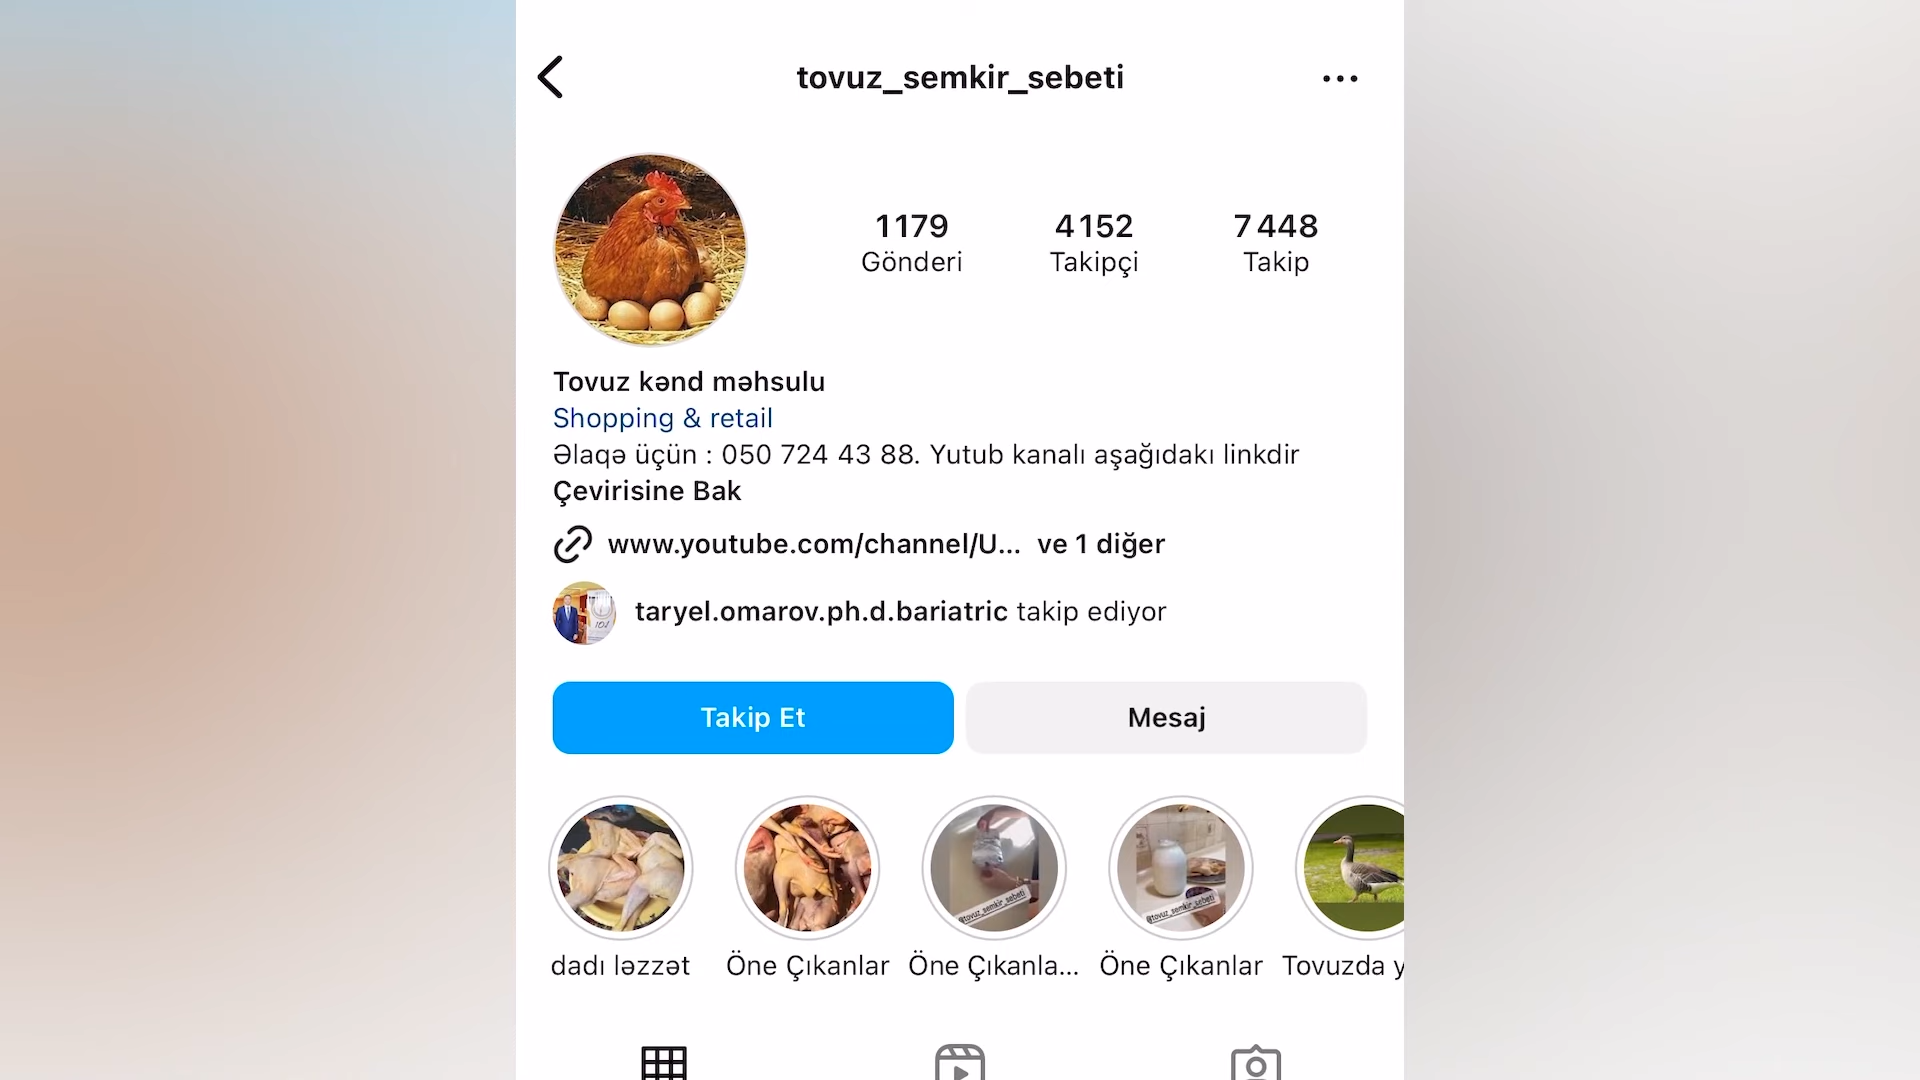 tovuz_semkir_sebeti
1179
4152
7448
Gönderi
Takipçi
Takip
Tovuz kənd məhsulu
Shopping & retail
Əlaqə üçün : 050 724 43 88. Yutub kanalı aşağıdakı linkdir
Çevirisine Bak
www.youtube.com/channel/U... ve 1 diğer
taryel.omarov.ph.d.bariatric takip ediyor
Takip Et
Mesaj
@tovuz_semkir_sebeti
@tovuz_semkir_sebeti
dadı ləzzət
Öne Çıkanlar
Öne Çıkanla...
Öne Çıkanlar
Tovuzda y